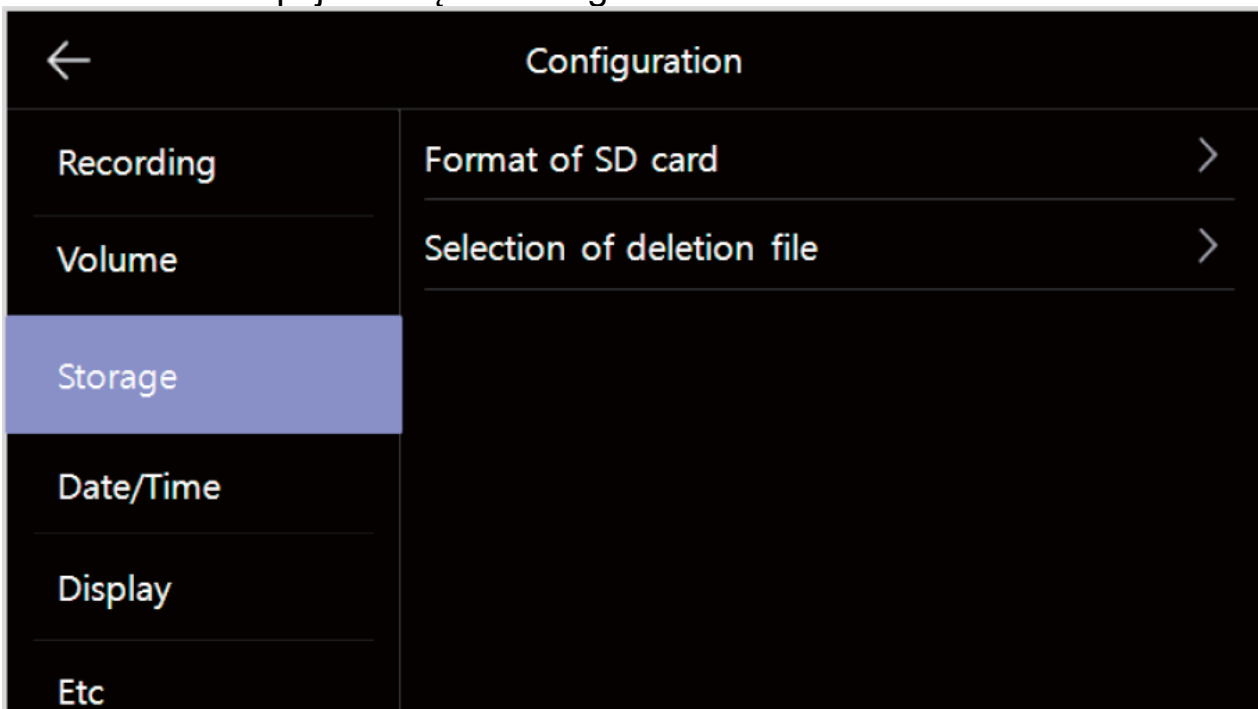 Configuration
Recording
Volume
Storage
Date/Time
Display
Etc
Format of SD card
Selection of deletion file